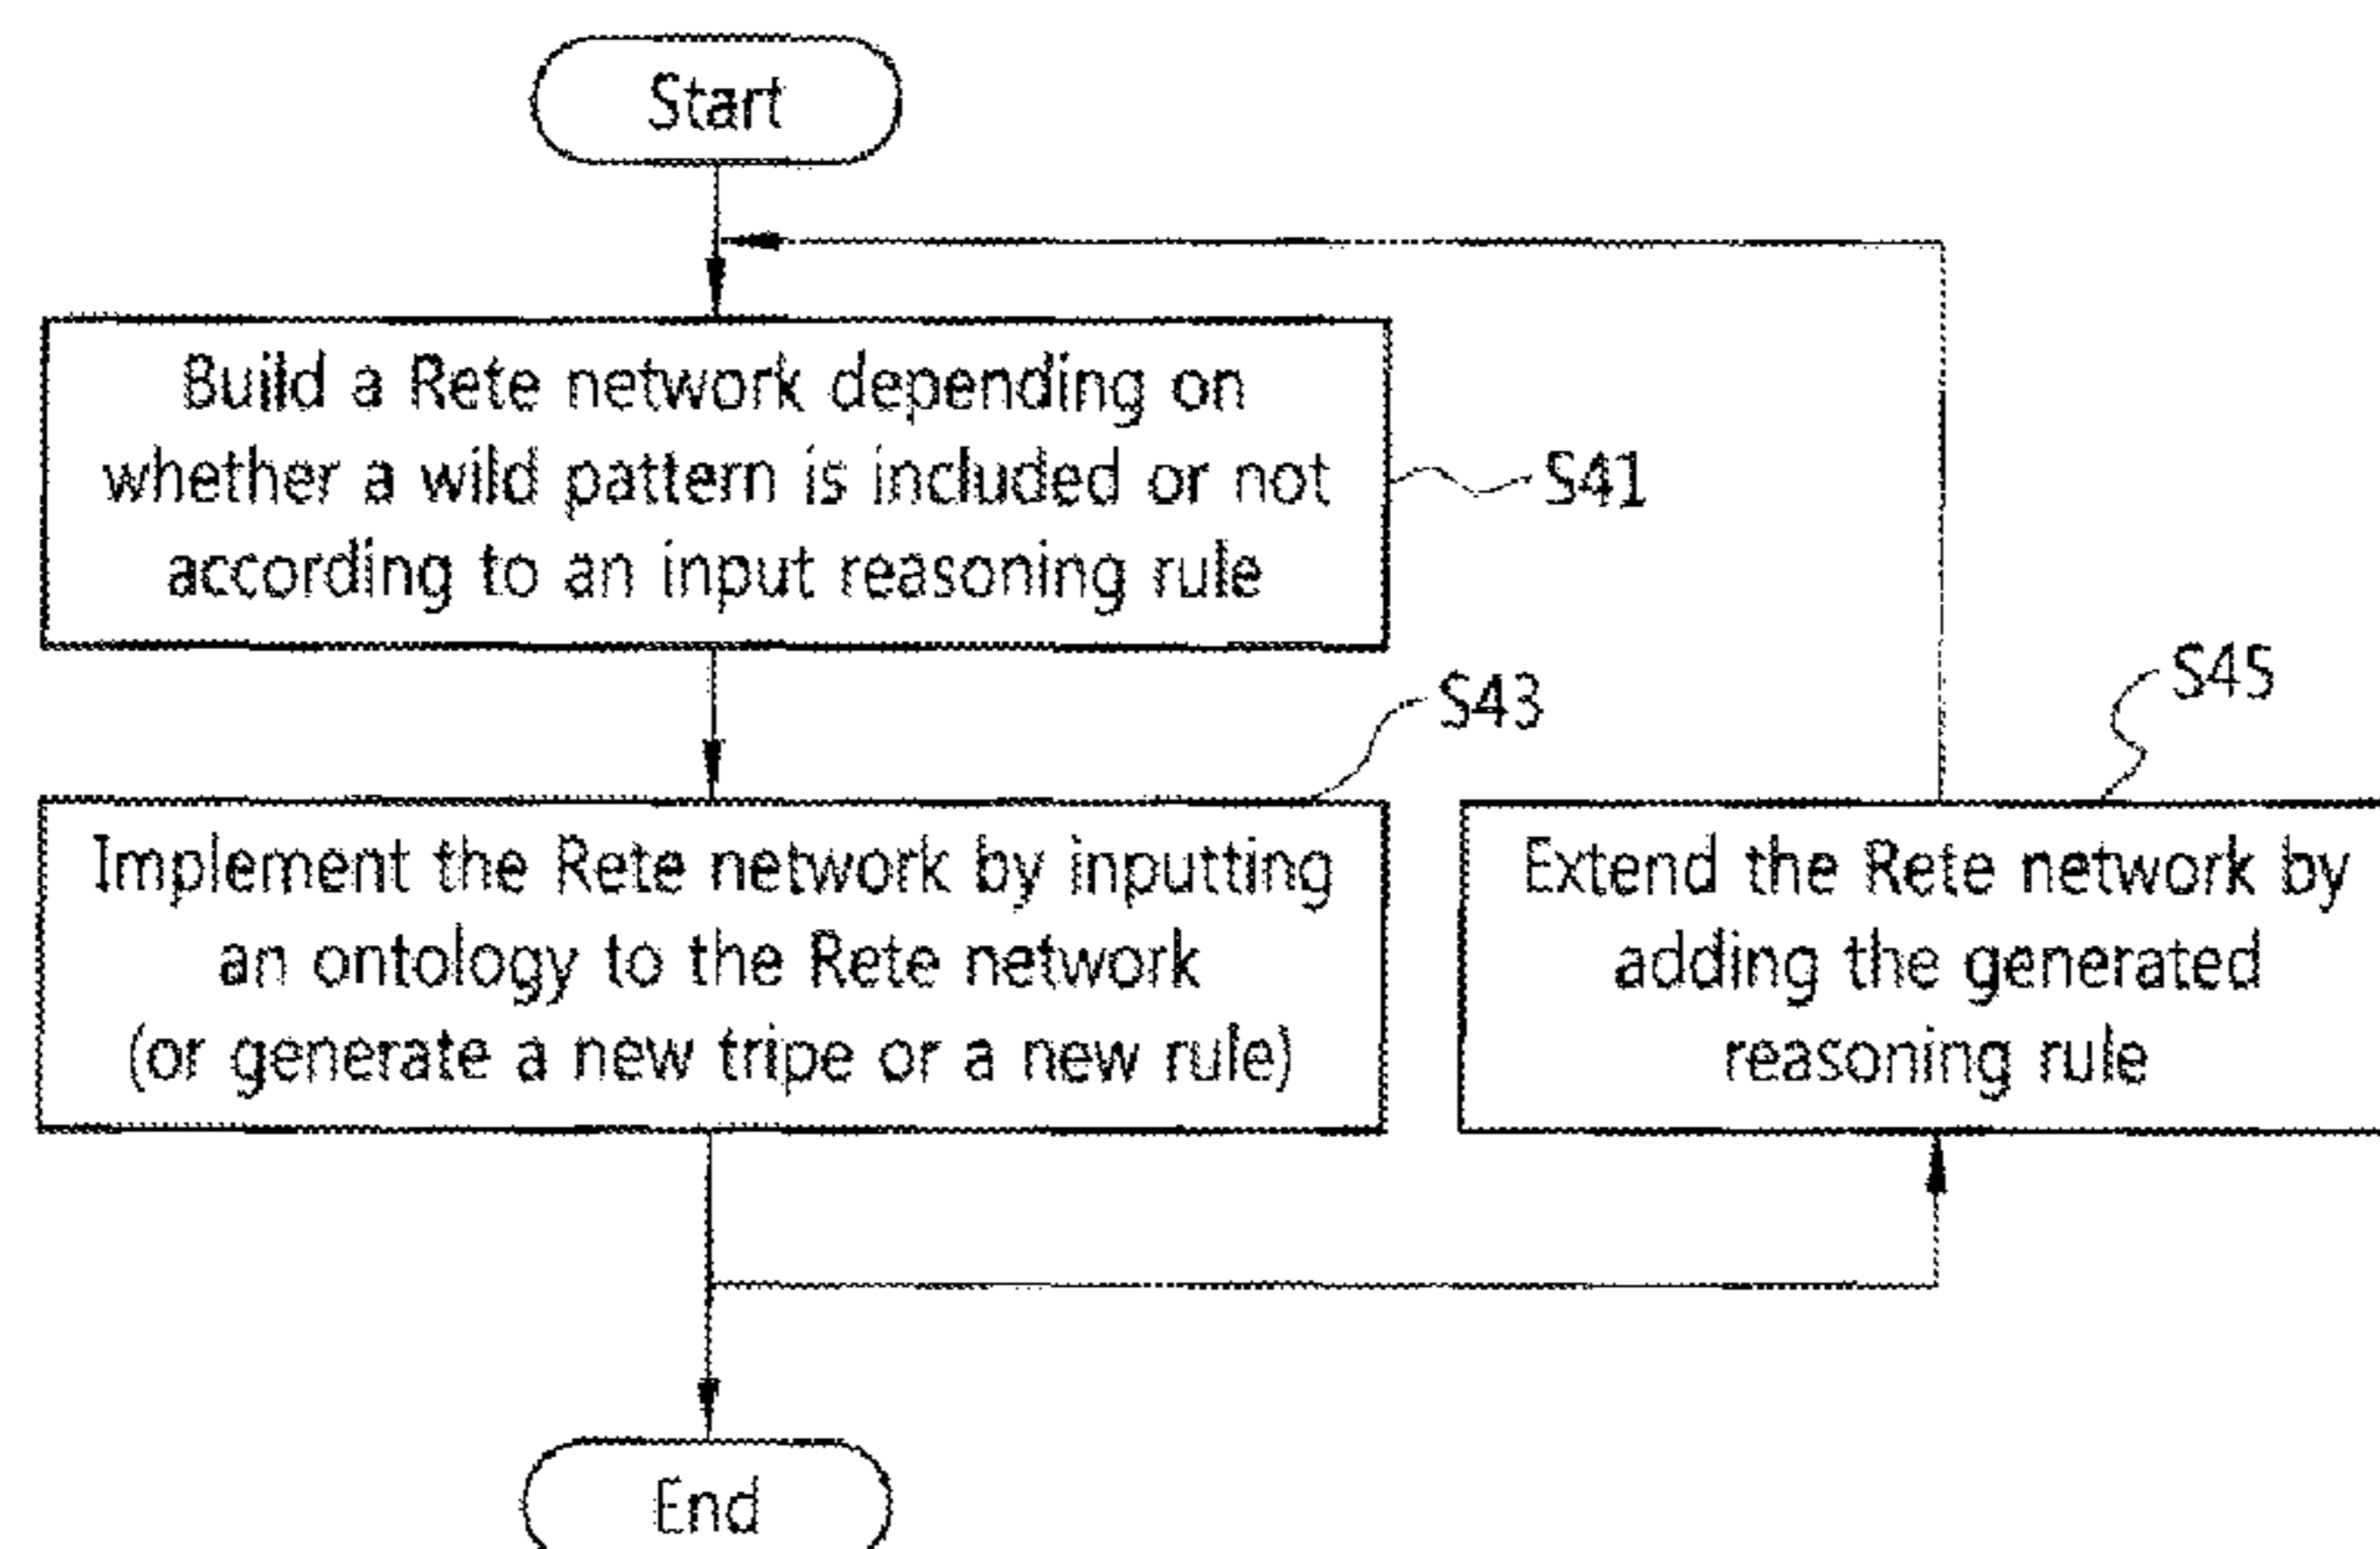 Start
Build a Rete network depending on
whether a wild pattern is included or not
according to an input reasoning rule
S41
S43
Implement the Rete network by inputting
an ontology to the Rete network
(or generate a new tripe or a new rule)
S45
Extend the Rete network by
adding the generated
reasoning rule
End